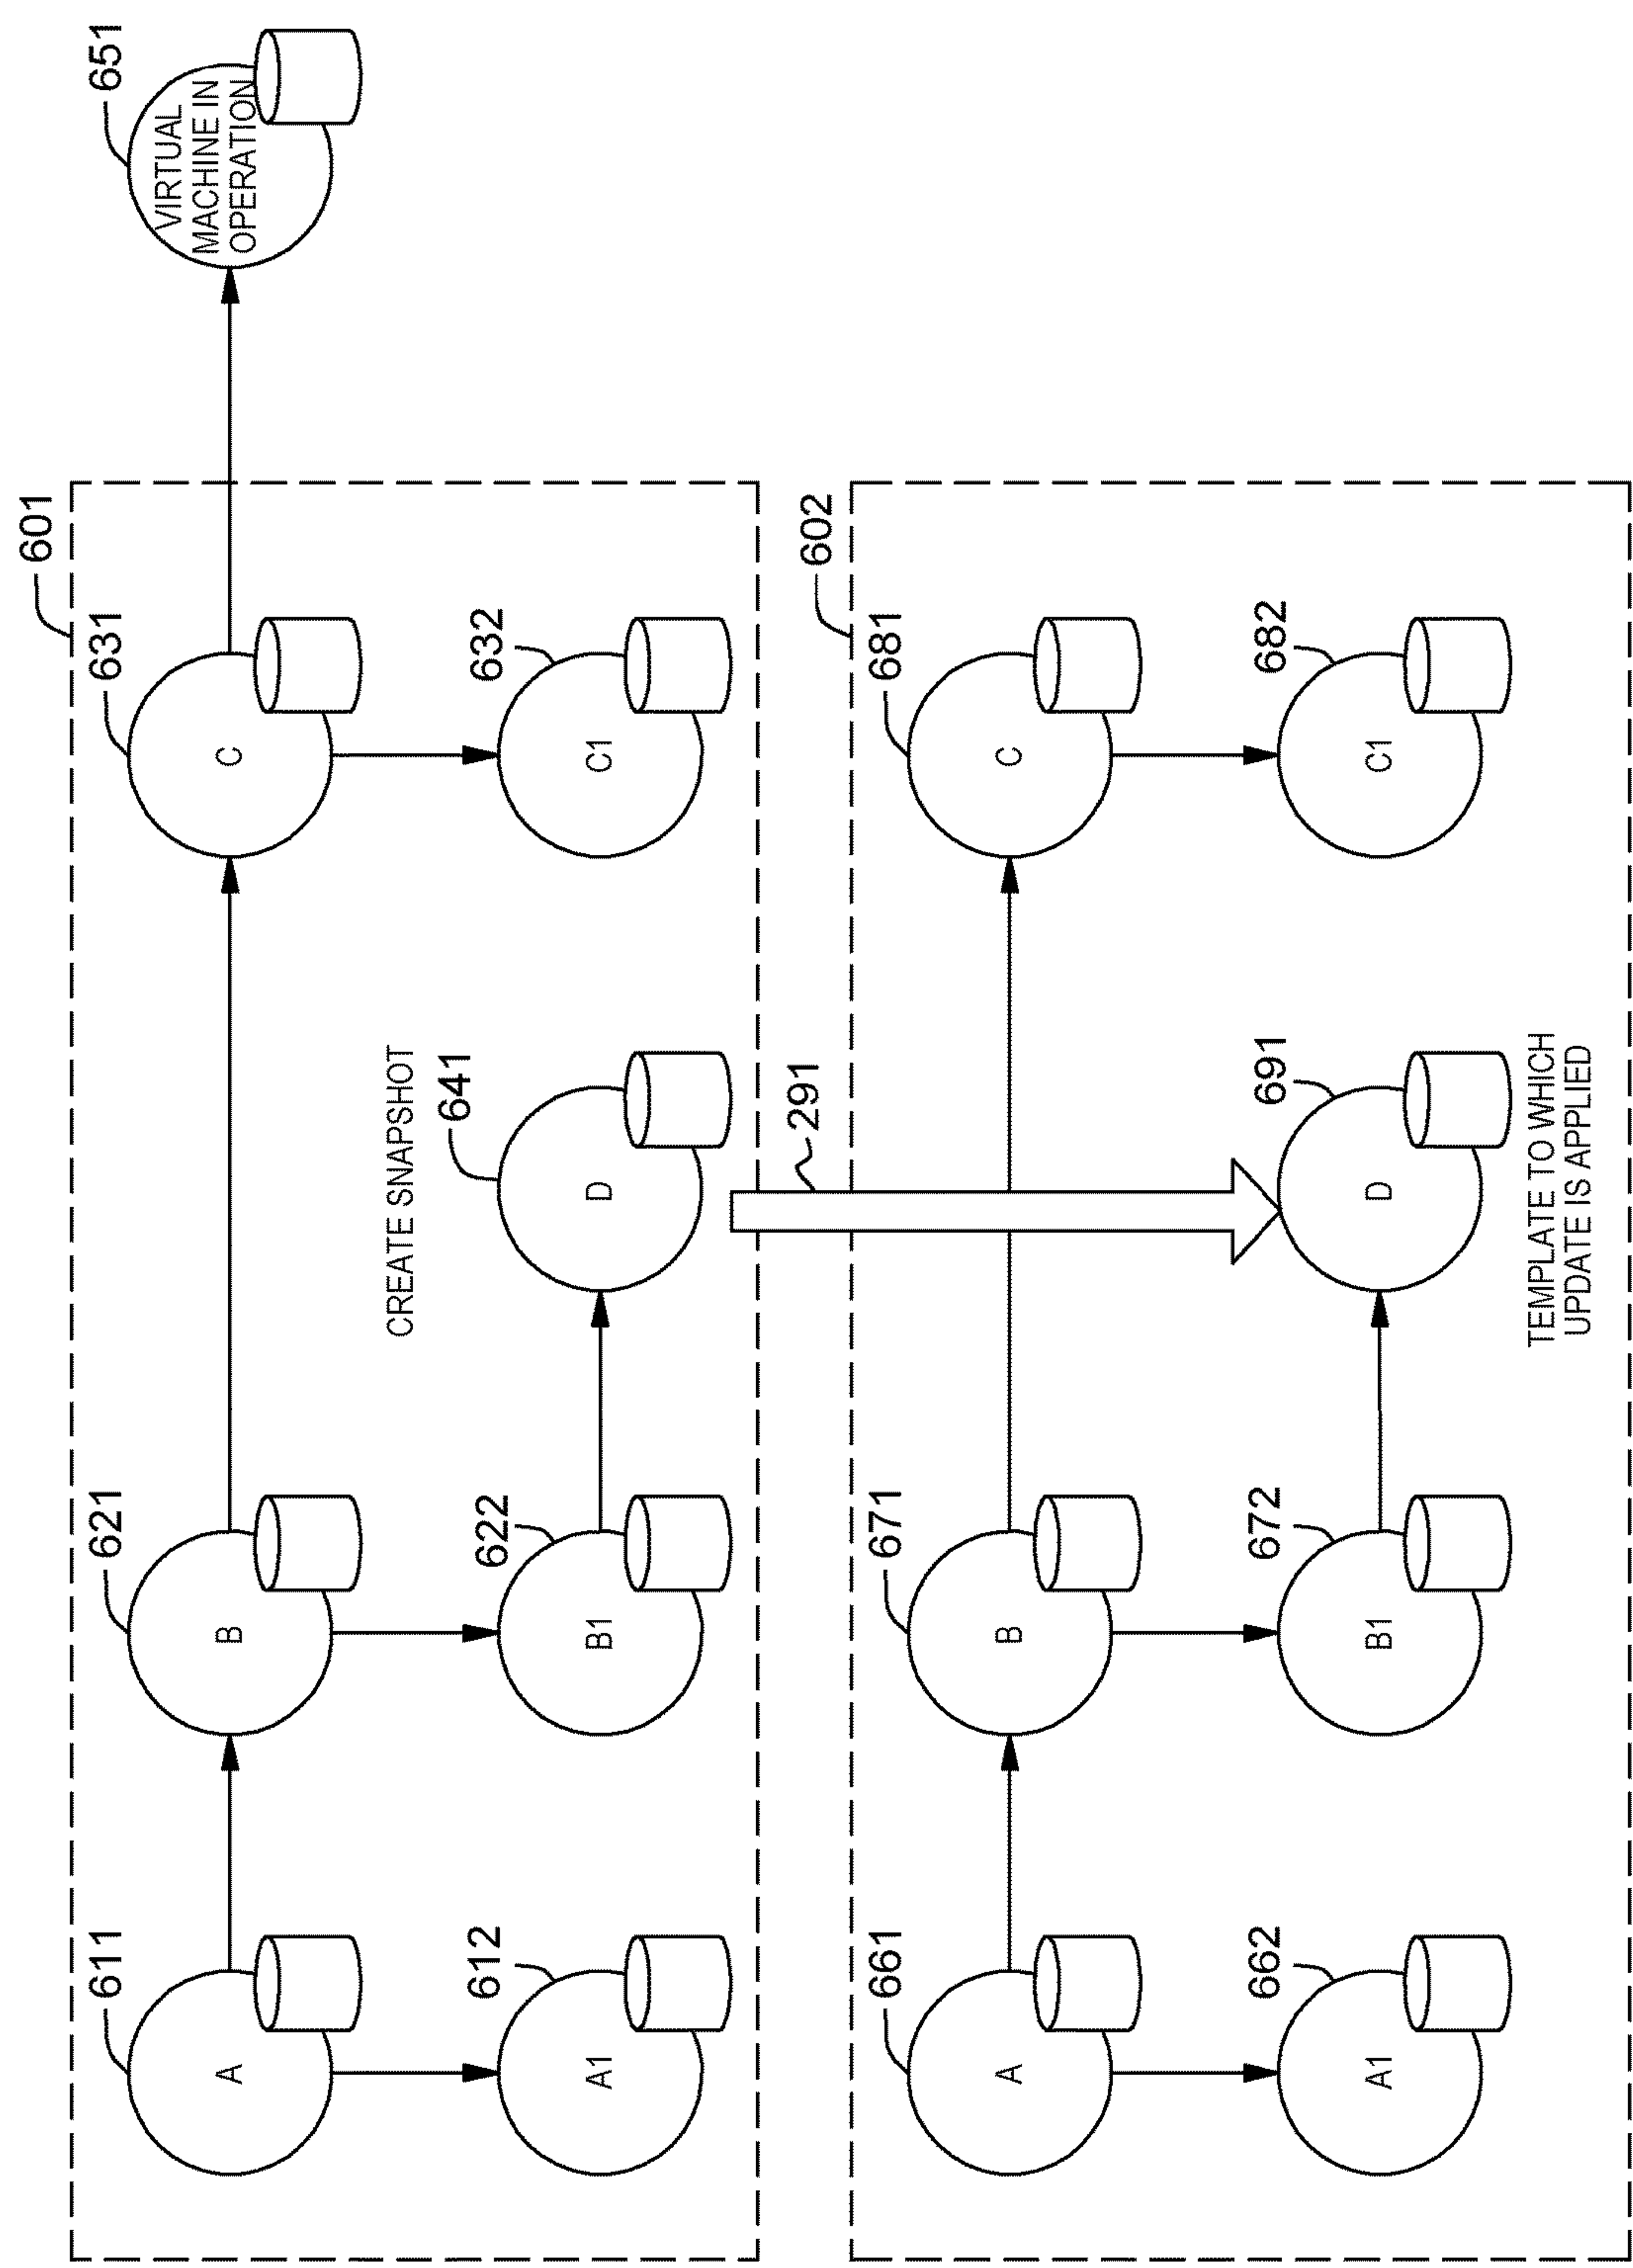 601
611
A
621
B
631
C
651
VIRTUAL
MACHINE IN
OPERATION
CREATE SNAPSHOT
612
A1
622
B1
641
D
632
C1
291
602
661
A
671
B
681
C
662
A1
672
B1
691
D
682
C1
TEMPLATE TO WHICH
UPDATE IS APPLIED